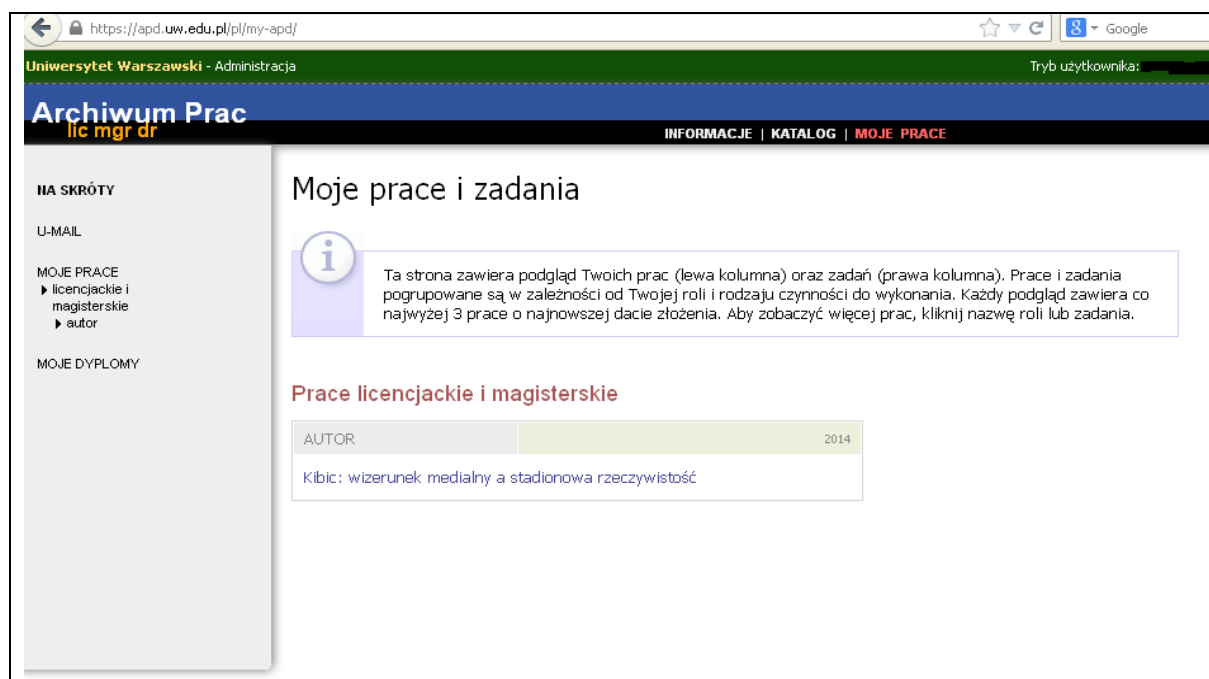 https://apd.uw.edu.pl/pl/my-apd/
8 Google
Uniwersytet Warszawski - Administracja
Tryb użytkownika:
Archiwum Prac
lic mgr dr
INFORMACJE | KATALOG | MOJE PRACE
NA SKRÓTY
U-MAIL
MOJE PRACE
licencjackie i
magisterskie
autor
MOJE DYPLOMY
Moje prace i zadania
i
Ta strona zawiera podgląd Twoich prac (lewa kolumna) oraz zadań (prawa kolumna). Prace i zadania
pogrupowane są w zależności od Twojej roli i rodzaju czynności do wykonania. Każdy podgląd zawiera co
najwyżej 3 prace o najnowszej dacie złożenia. Aby zobaczyć więcej prac, kliknij nazwę roli lub zadania.
Prace licencjackie i magisterskie
AUTOR 2014
Kibic: wizerunek medialny a stadionowa rzeczywistość